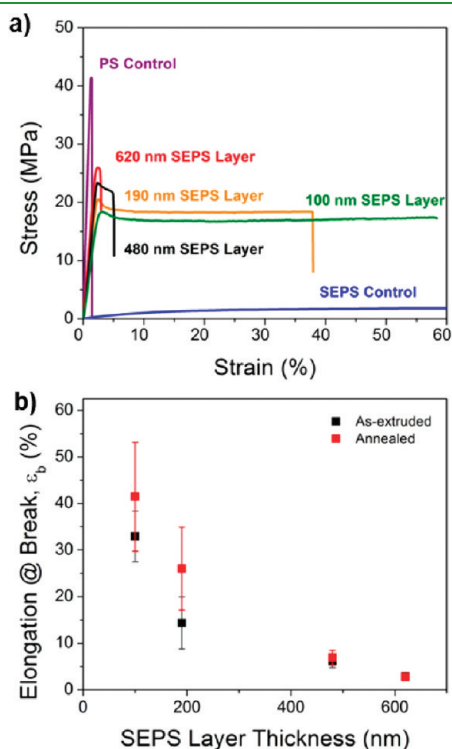 a)
50
40
30
20
10
0
Stress (MPa)
PS Control
620 nm SEPS Layer
190 nm SEPS Layer
100 nm SEPS Layer
480 nm SEPS Layer
SEPS Control
0 10 20 30 40 50 60
Strain (%)
b)
60
50
40
30
20
10
0
Elongation @ Break, ε_b (%)
As-extruded
Annealed
0 200 400 600
SEPS Layer Thickness (nm)